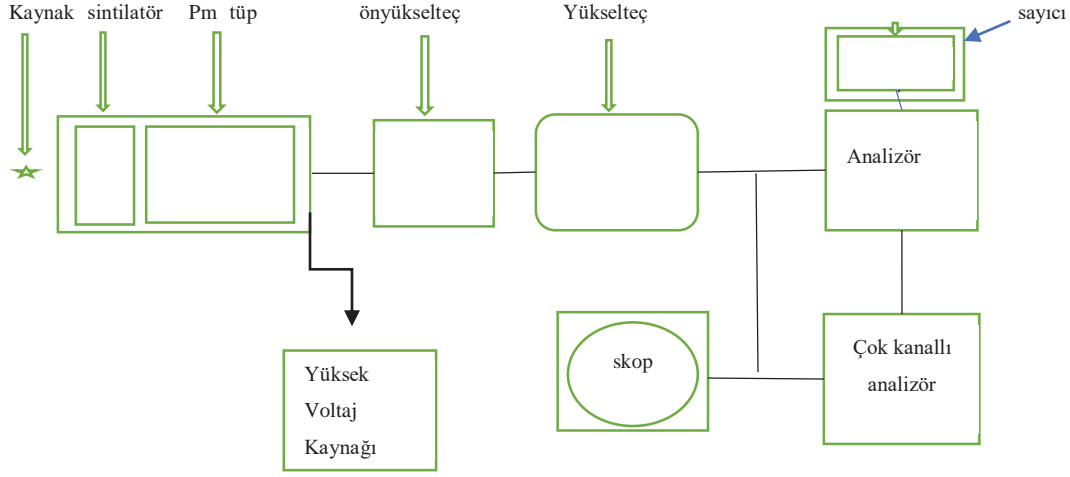 Kaynak sintilatör Pm tüp önyükselteç Yükselteç sayıcı
Analizör
skop
Çok kanallı
analizör
Yüksek
Voltaj
Kaynağı